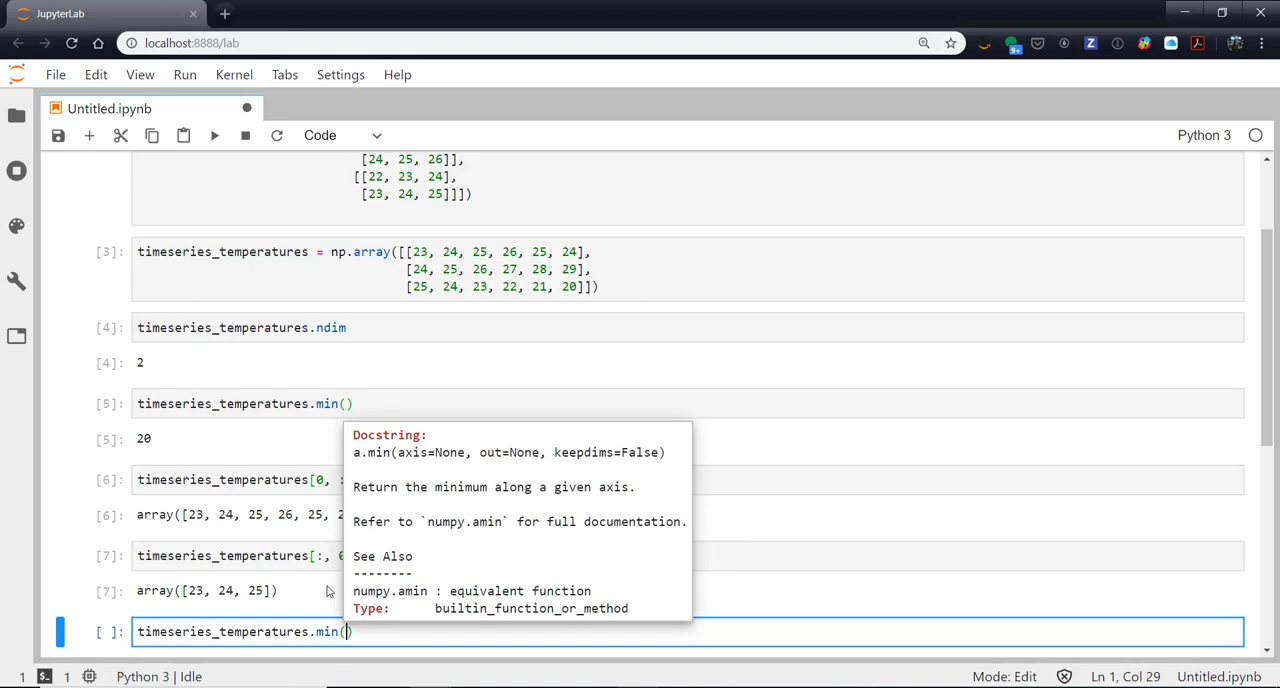 JupyterLab
localhost:8888/lab
9+
Z
File Edit View Run Kernel Tabs Settings Help
Untitled.ipynb
Code
Python 3
[24, 25, 26]],
[[22, 23, 24],
[23, 24, 25]]])
[3]: timeseries_temperatures = np.array([[23, 24, 25, 26, 25, 24],
[24, 25, 26, 27, 28, 29],
[25, 24, 23, 22, 21, 20]])
[4]: timeseries_temperatures.ndim
[4]: 2
[5]: timeseries_temperatures.min()
[5]: 20
[6]: timeseries_temperatures[0, :
[6]: array([23, 24, 25, 26, 25, 2
[7]: timeseries_temperatures[:, 0
[7]: array([23, 24, 25])
Docstring:
a.min(axis=None, out=None, keepdims=False)
Return the minimum along a given axis.
Refer to `numpy.amin` for full documentation.
See Also
--------
numpy.amin : equivalent function
Type: builtin_function_or_method
[ ]: timeseries_temperatures.min()
1 $_ 1 Python 3 | Idle Mode: Edit Ln 1, Col 29 Untitled.ipynb